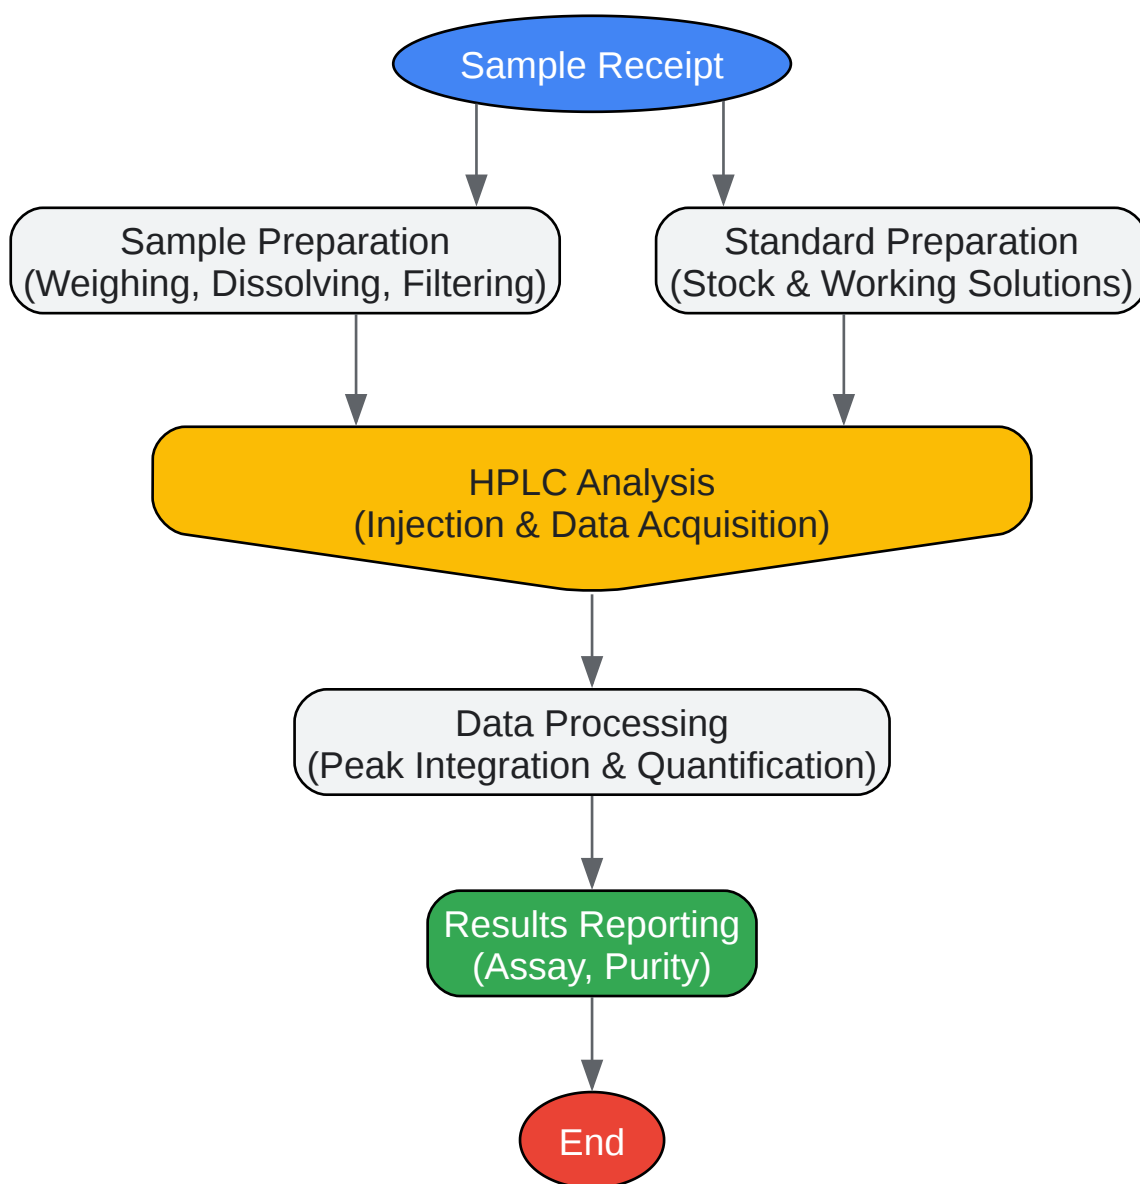 Sample Receipt
Sample Preparation
(Weighing, Dissolving, Filtering)
Standard Preparation
(Stock & Working Solutions)
HPLC Analysis
(Injection & Data Acquisition)
Data Processing
(Peak Integration & Quantification)
Results Reporting
(Assay, Purity)
End